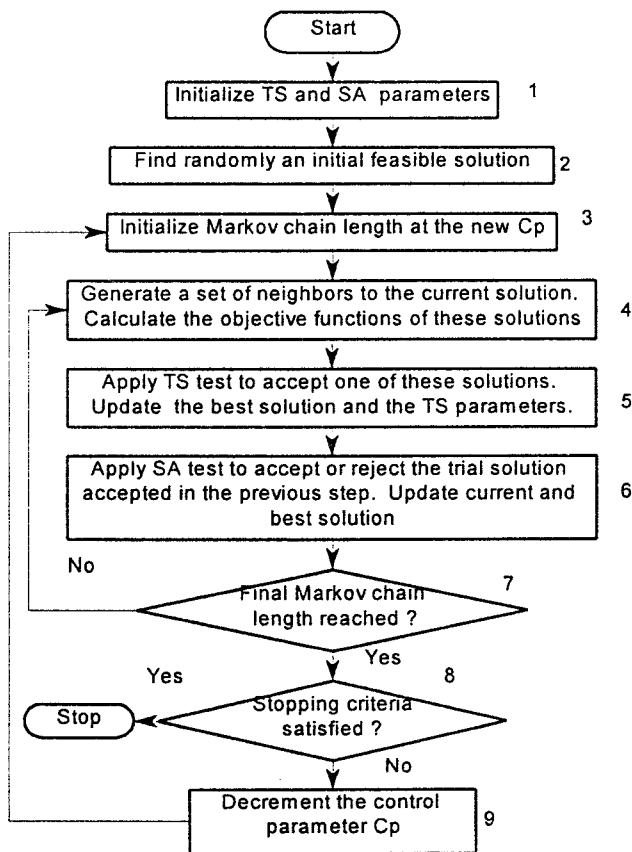 Start
Initialize TS and SA parameters
1
Find randomly an initial feasible solution
2
Initialize Markov chain length at the new Cp
3
Generate a set of neighbors to the current solution.
Calculate the objective functions of these solutions
4
Apply TS test to accept one of these solutions.
Update the best solution and the TS parameters.
5
Apply SA test to accept or reject the trial solution
accepted in the previous step. Update current and
best solution
6
No
7
Final Markov chain
length reached ?
Yes
Yes
8
Stop
Stopping criteria
satisfied ?
No
Decrement the control
parameter Cp
9